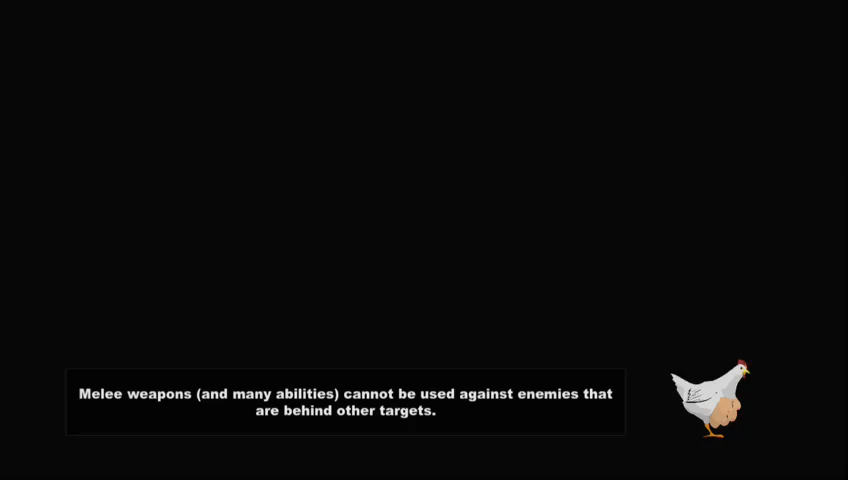 Melee weapons (and many abilities) cannot be used against enemies that
are behind other targets.